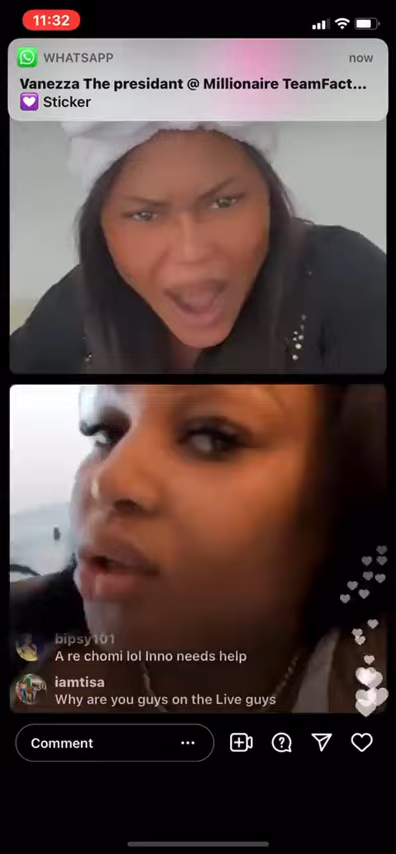 11:32
WHATSAPP
now
Vanezza The presidant @ Millionaire TeamFact...
Sticker
bipsy101
A re chomi lol Inno needs help
iamtisa
Why are you guys on the Live guys
Comment